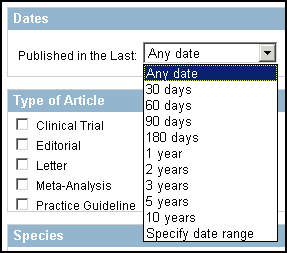 Dates
Published in the Last: Any date
Any date
30 days
60 days
90 days
180 days
1 year
2 years
3 years
5 years
10 years
Specify date range
Type of Article
Clinical Trial
Editorial
Letter
Meta-Analysis
Practice Guideline
Species